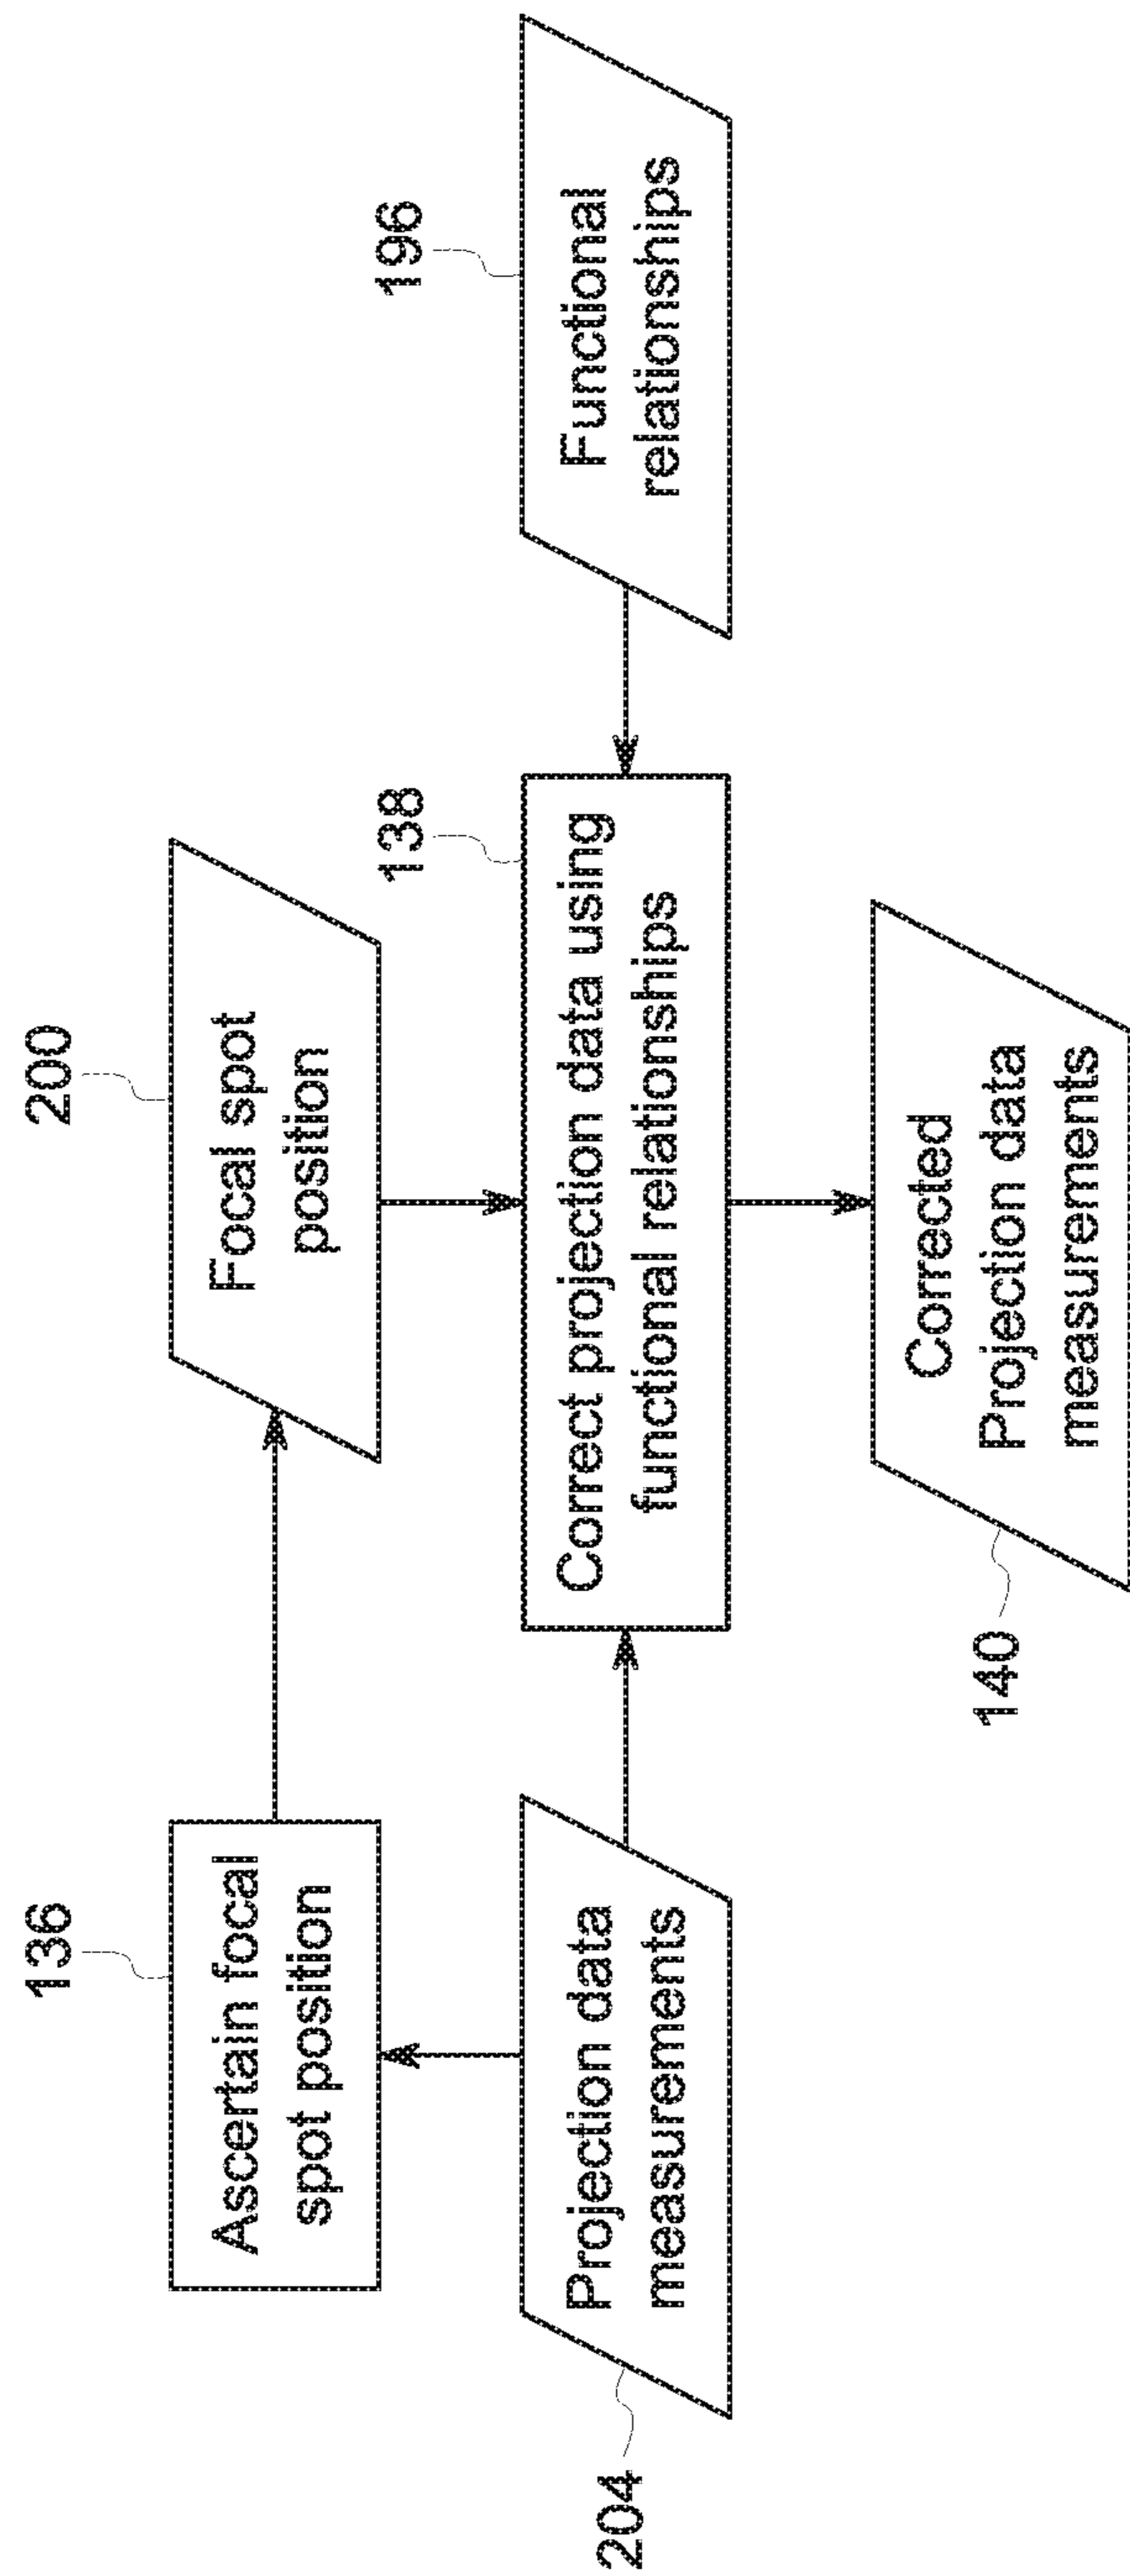 136
Ascertain focal
spot position
200
Focal spot
position
204
Projection data
measurements
138
Correct projection data using
functional relationships
196
Functional
relationships
140
Corrected
Projection data
measurements